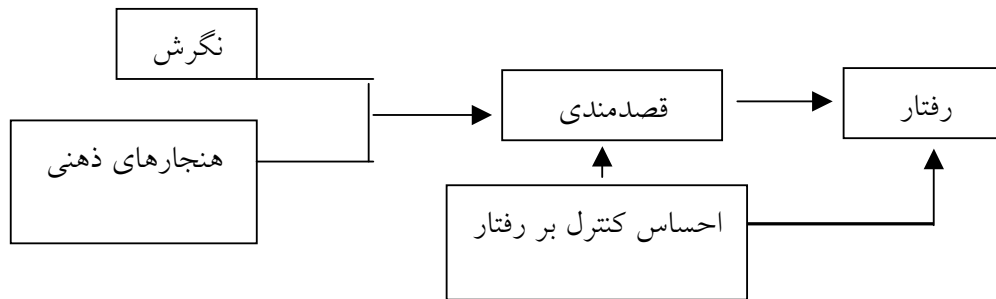 نگرش
هنجارهای ذهنی
قصدمندی
رفتار
احساس کنترل بر رفتار